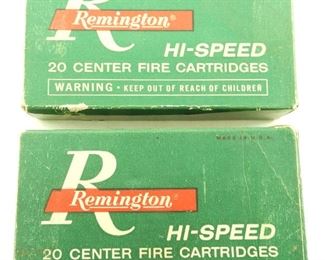 R
Remington®
HI-SPEED
20 CENTER FIRE CARTRIDGES
WARNING • KEEP OUT OF REACH OF CHILDREN
MADE IN U.S.A.
R
Remington®
HI-SPEED
20 CENTER FIRE CARTRIDGES